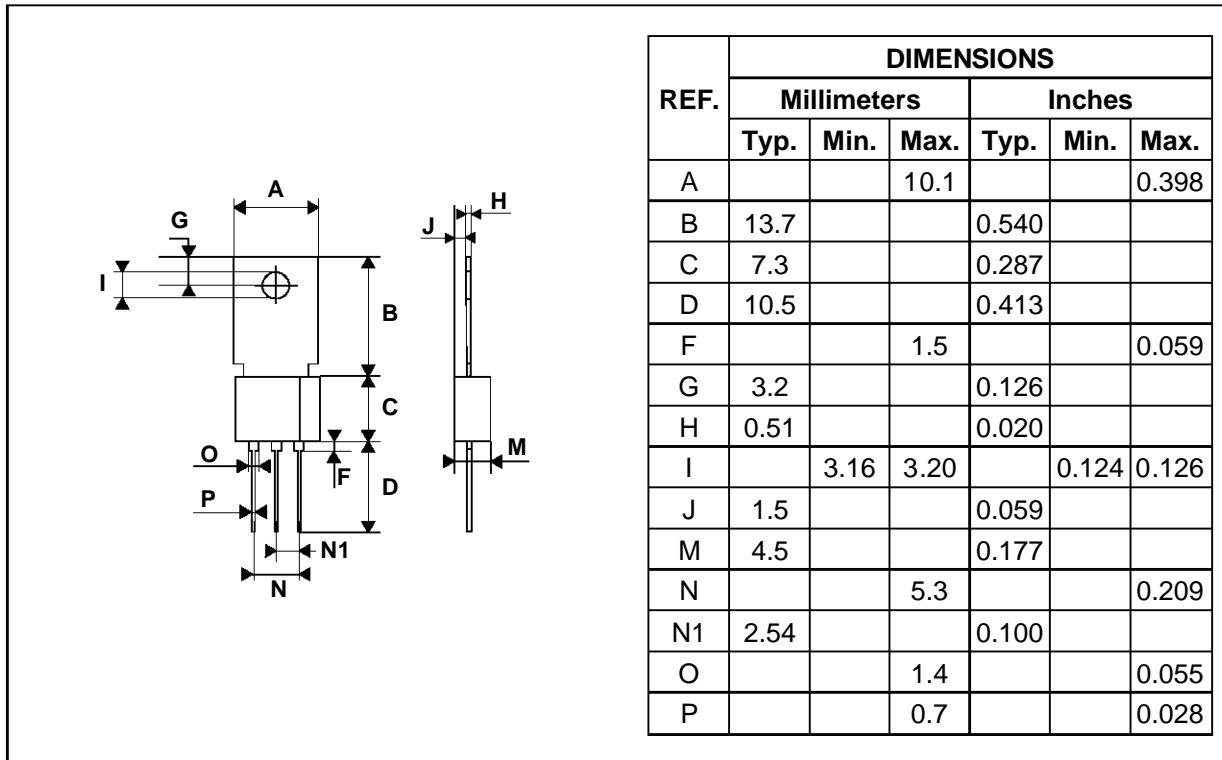 A
G
I
B
C
O
F
D
P
N1
N
H
J
M
DIMENSIONS
REF. Millimeters Inches
Typ. Min. Max. Typ. Min. Max.
A 10.1 0.398
B 13.7 0.540
C 7.3 0.287
D 10.5 0.413
F 1.5 0.059
G 3.2 0.126
H 0.51 0.020
I 3.16 3.20 0.124 0.126
J 1.5 0.059
M 4.5 0.177
N 5.3 0.209
N1 2.54 0.100
O 1.4 0.055
P 0.7 0.028